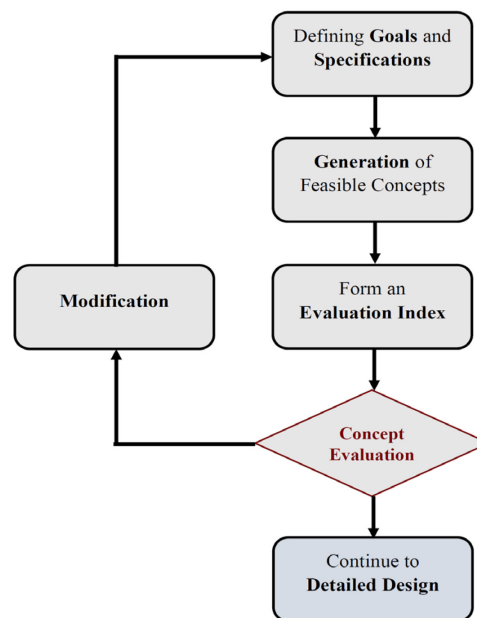 Defining Goals and
Specifications
Generation of
Feasible Concepts
Form an
Evaluation Index
Modification
Concept
Evaluation
Continue to
Detailed Design